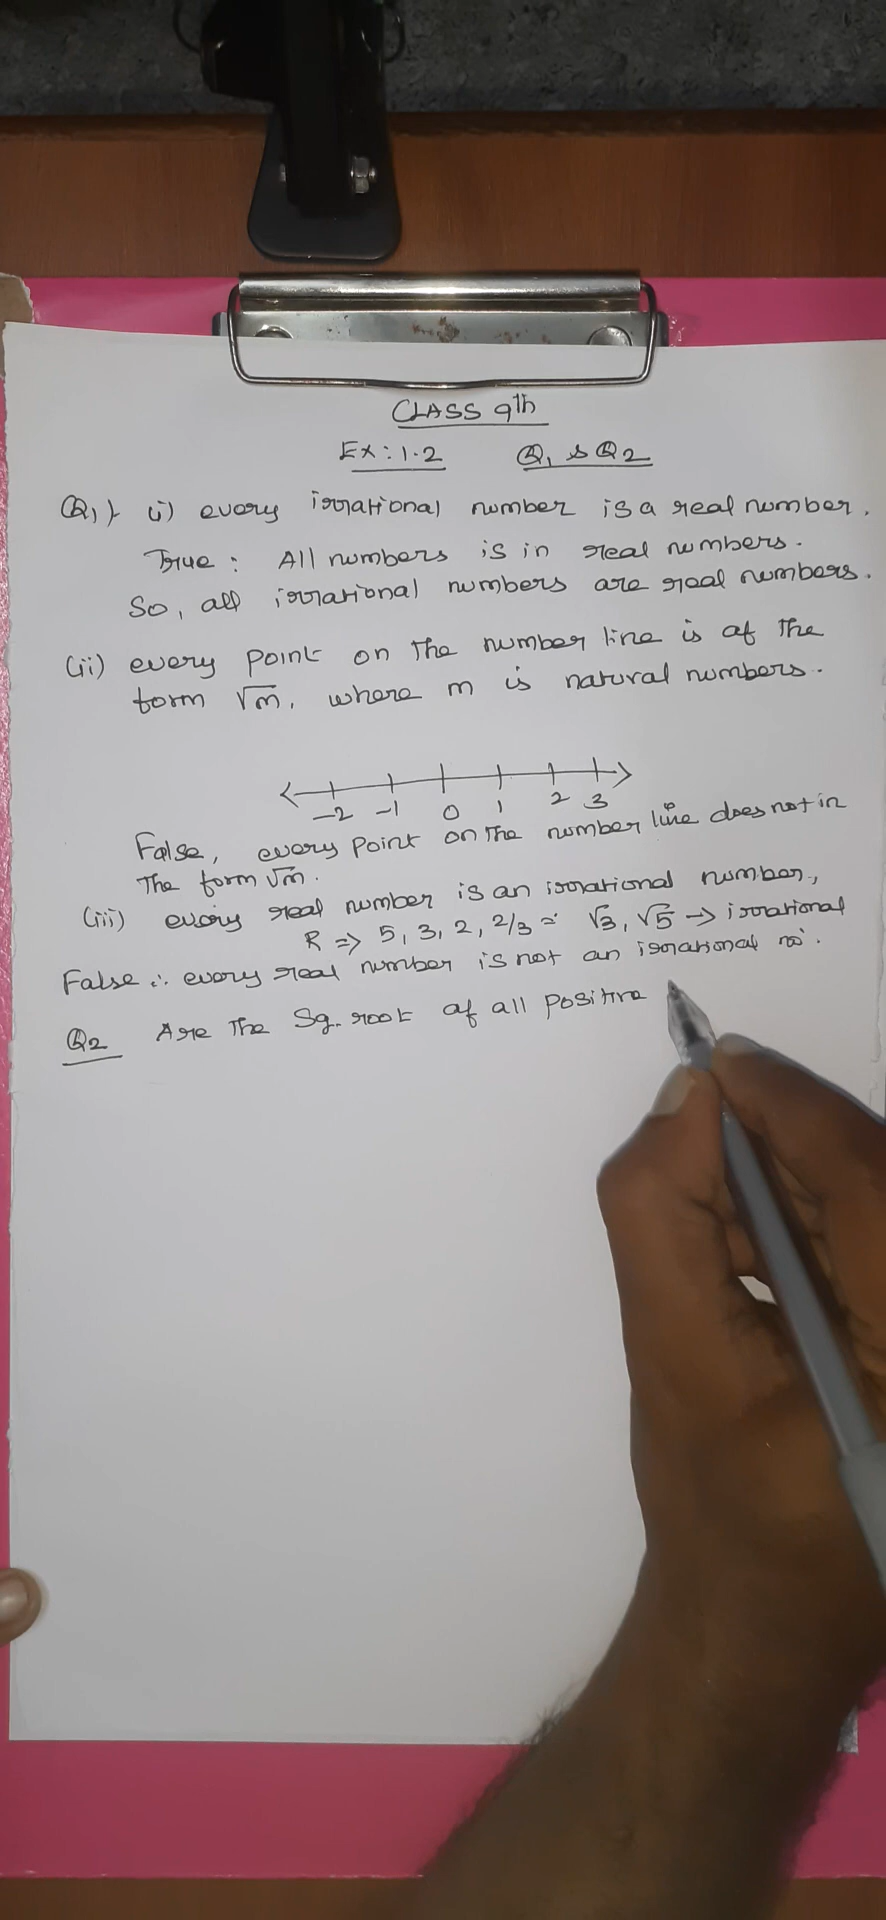 CLASS 9th
Ex: 1.2 Q1 & Q2
Q1) (i) every irrational number is a real number.
True: All numbers is in real numbers.
So, all irrational numbers are real numbers.
(ii) every point on the number line is of the
form √m, where m is natural numbers.
-2 -1 0 1 2 3
False, every point on the number line does not in
the form √m.
(iii) every real number is an irrational number,
R => 5, 3, 2, 2/3 = √3, √5 → irrational
False ∴ every real number is not an irrational no.
Q2 Are the Sq. root of all positive